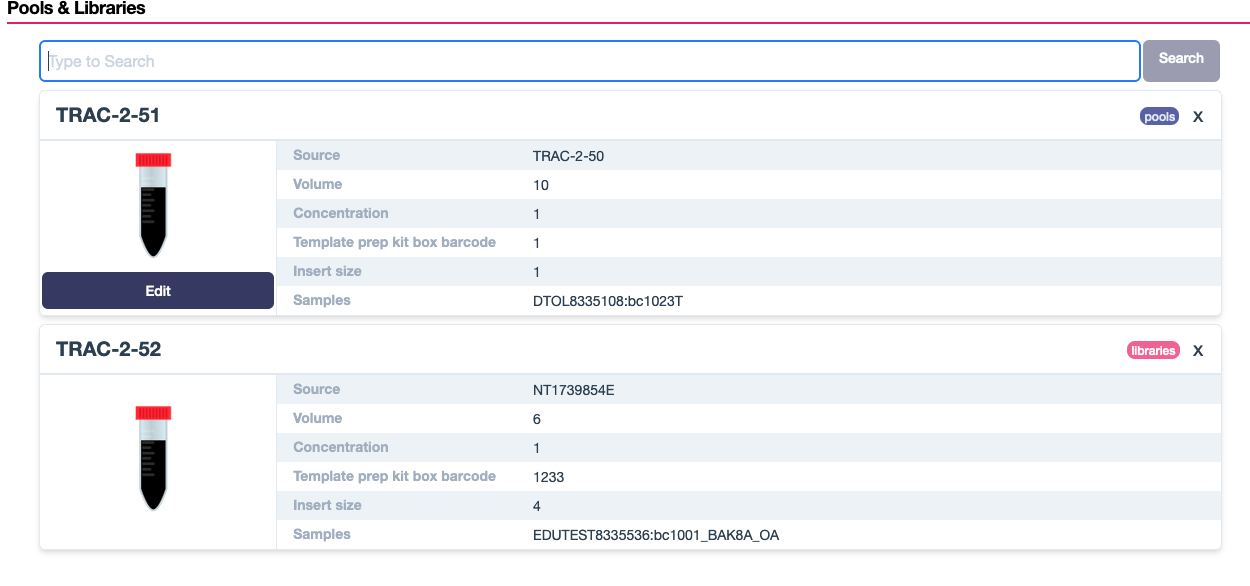 Pools & Libraries
Type to Search Search
TRAC-2-51 pools X
Source TRAC-2-50
Volume 10
Concentration 1
Template prep kit box barcode 1
Insert size 1
Edit
Samples DTOL8335108:bc1023T
TRAC-2-52 libraries X
Source NT1739854E
Volume 6
Concentration 1
Template prep kit box barcode 1233
Insert size 4
Samples EDUTEST8335536:bc1001_BAK8A_OA